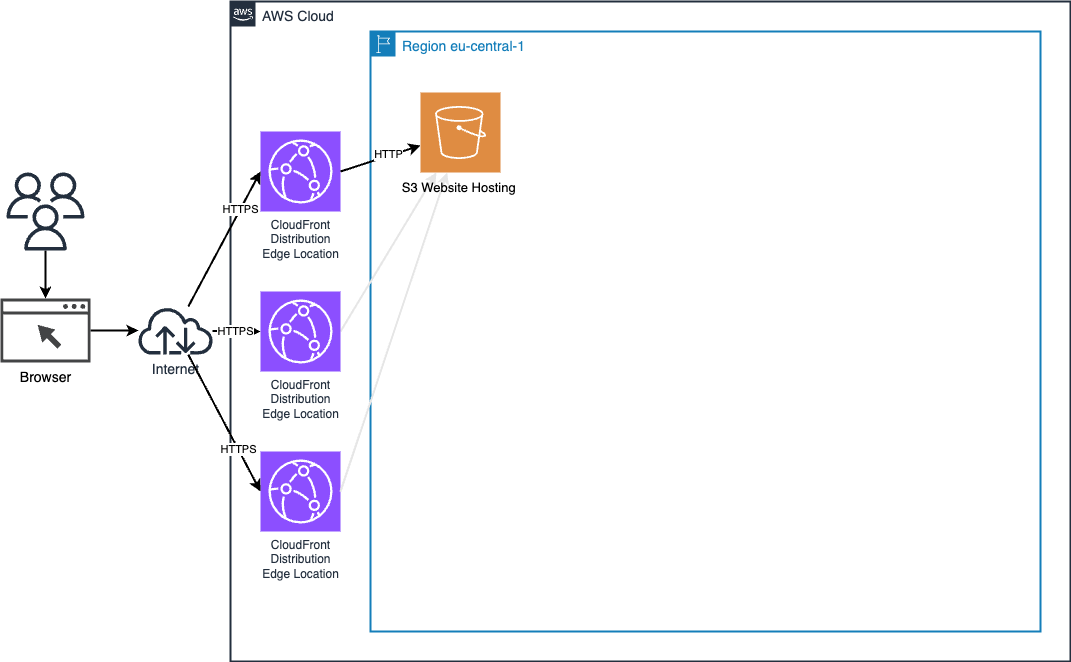 aws
AWS Cloud
Region eu-central-1
HTTP
S3 Website Hosting
HTTPS
CloudFront
Distribution
Edge Location
HTTPS
Internet
Browser
CloudFront
Distribution
Edge Location
HTTPS
CloudFront
Distribution
Edge Location